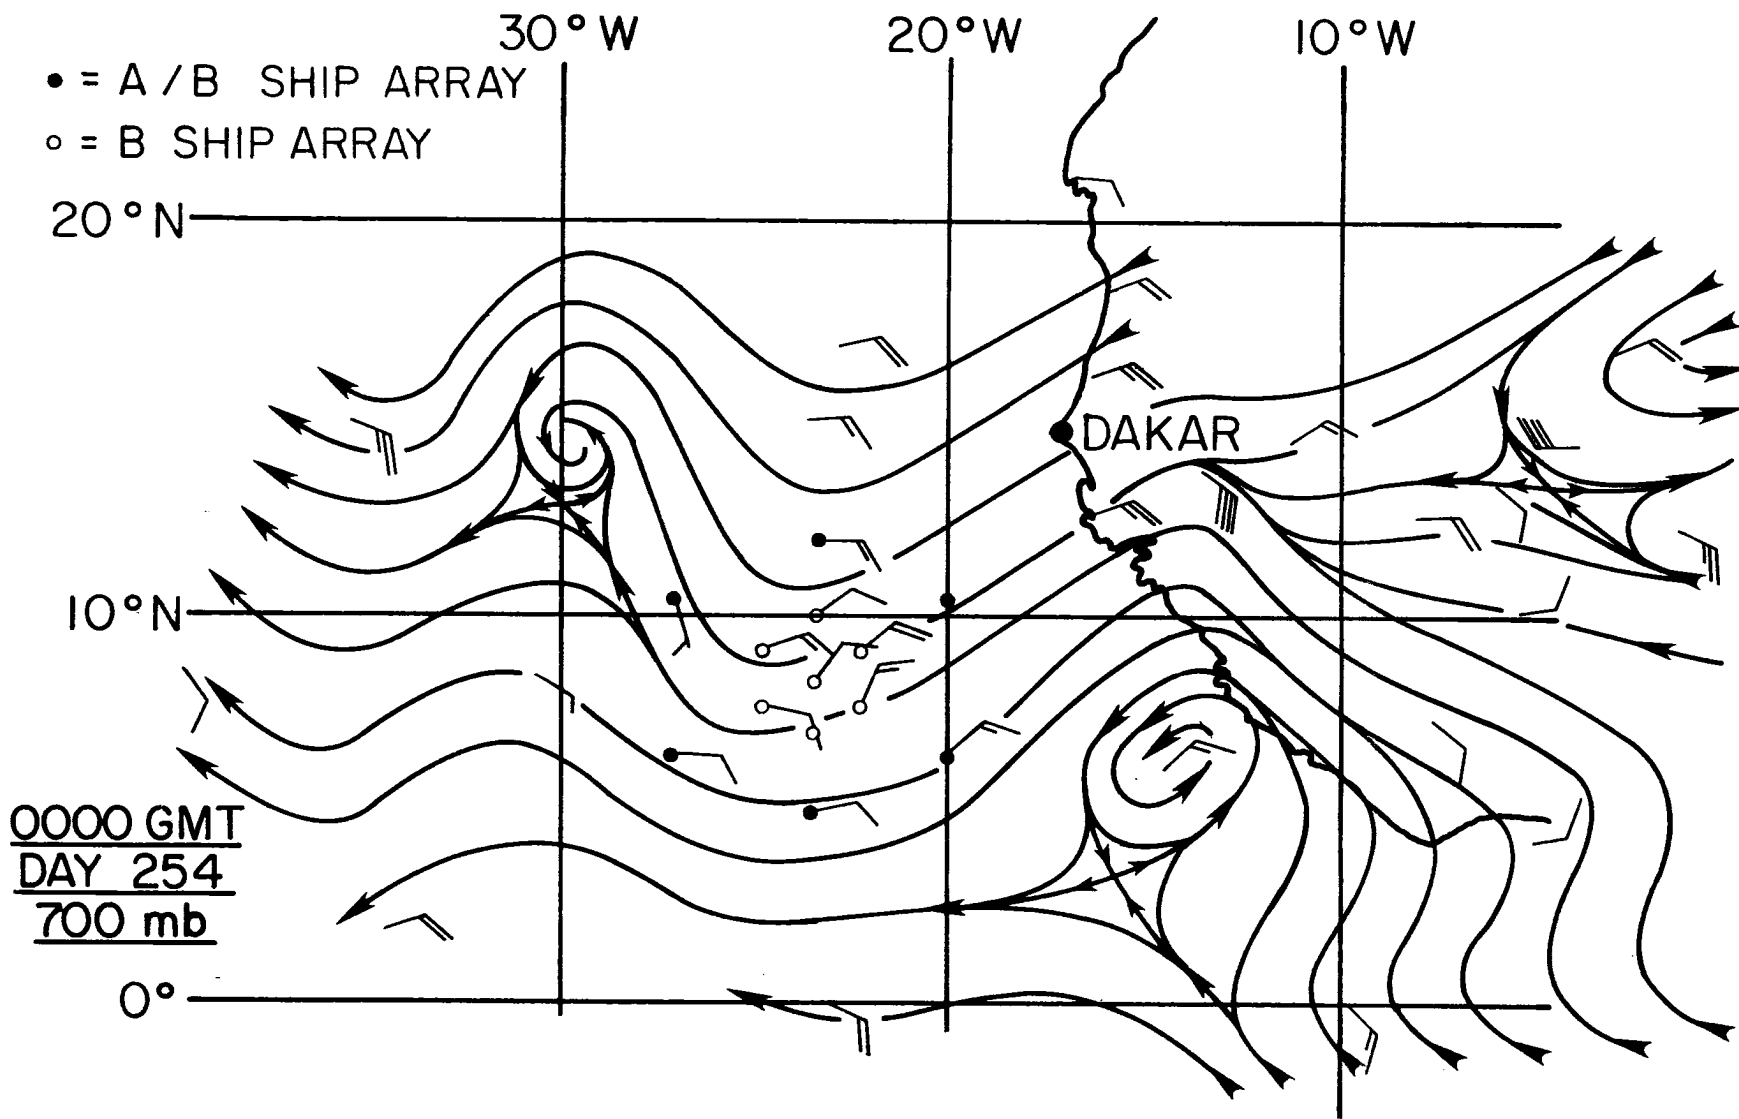 30°W 20°W 10°W
• = A/B SHIP ARRAY
○ = B SHIP ARRAY
20°N
DAKAR
10°N
0000 GMT
DAY 254
700 mb
0°